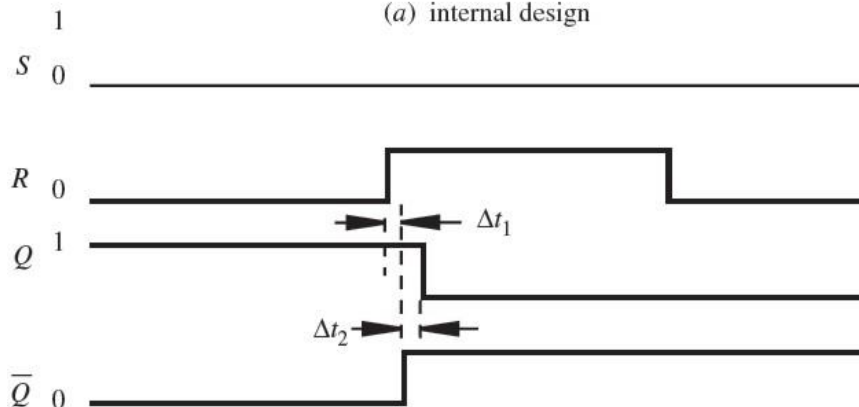 (a) internal design
1
S 0
R 0
Δt₁
Q 1
Δt₂
Q̅ 0